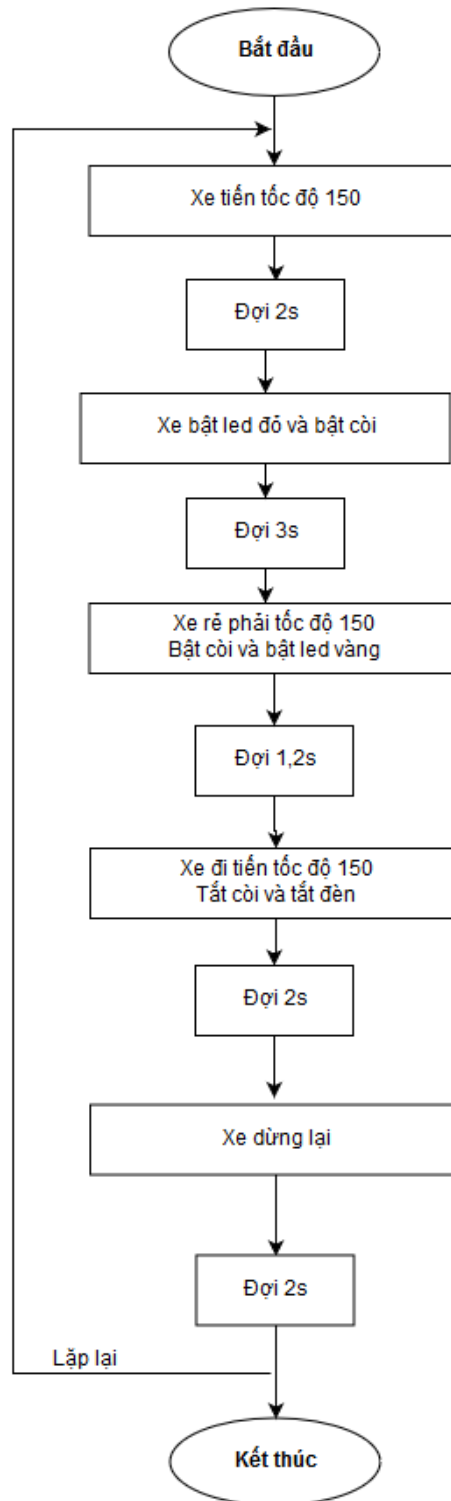 Bắt đầu
Xe tiến tốc độ 150
Đợi 2s
Xe bật led đỏ và bật còi
Đợi 3s
Xe rẽ phải tốc độ 150
Bật còi và bật led vàng
Đợi 1,2s
Xe đi tiến tốc độ 150
Tắt còi và tắt đèn
Đợi 2s
Xe dừng lại
Đợi 2s
Lặp lại
Kết thúc